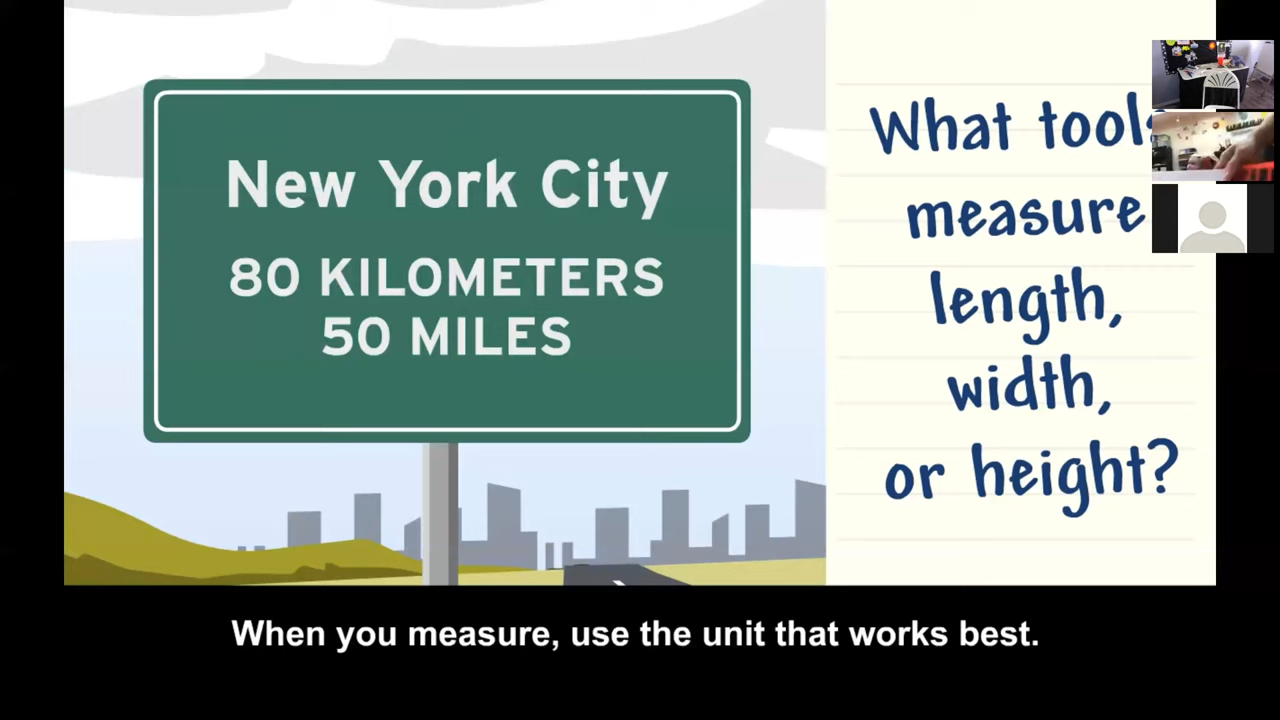 New York City
80 KILOMETERS
50 MILES
What tools
measure
length,
width,
or height?
When you measure, use the unit that works best.